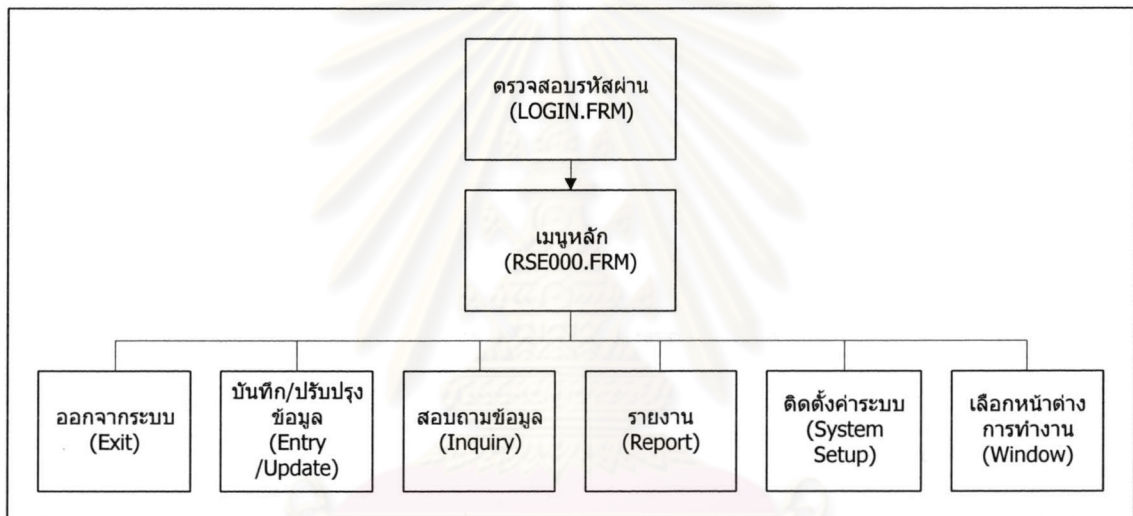 ตรวจสอบรหัสผ่าน
(LOGIN.FRM)
เมนูหลัก
(RSE000.FRM)
ออกจากระบบ
(Exit)
บันทึก/ปรับปรุง
ข้อมูล
(Entry
/Update)
สอบถามข้อมูล
(Inquiry)
รายงาน
(Report)
ติดตั้งค่าระบบ
(System
Setup)
เลือกหน้าต่าง
การทำงาน
(Window)